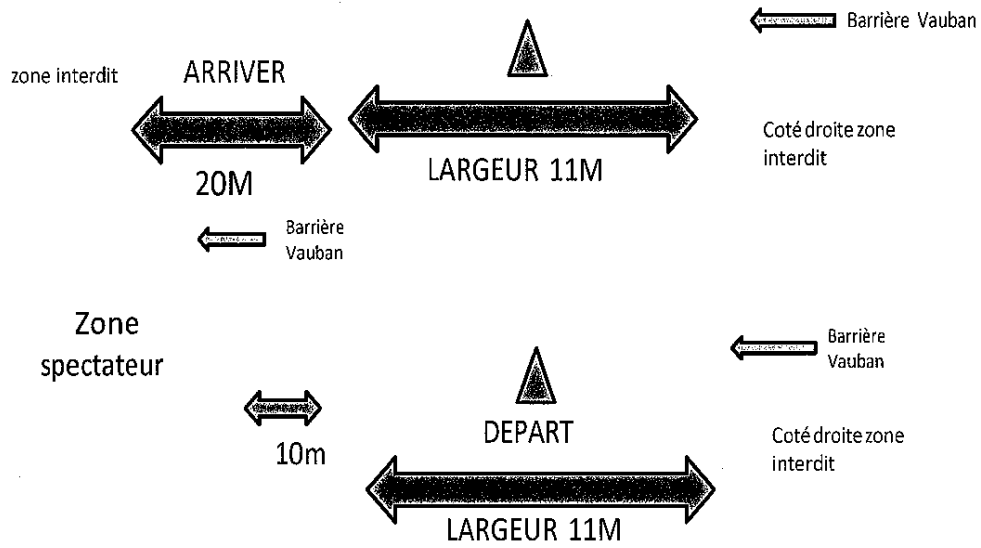 Barrière Vauban
zone interdit
ARRIVER
20M
LARGEUR 11M
Coté droite zone
interdit
Barrière
Vauban
Zone
spectateur
Barrière
Vauban
10m
DEPART
Coté droite zone
interdit
LARGEUR 11M